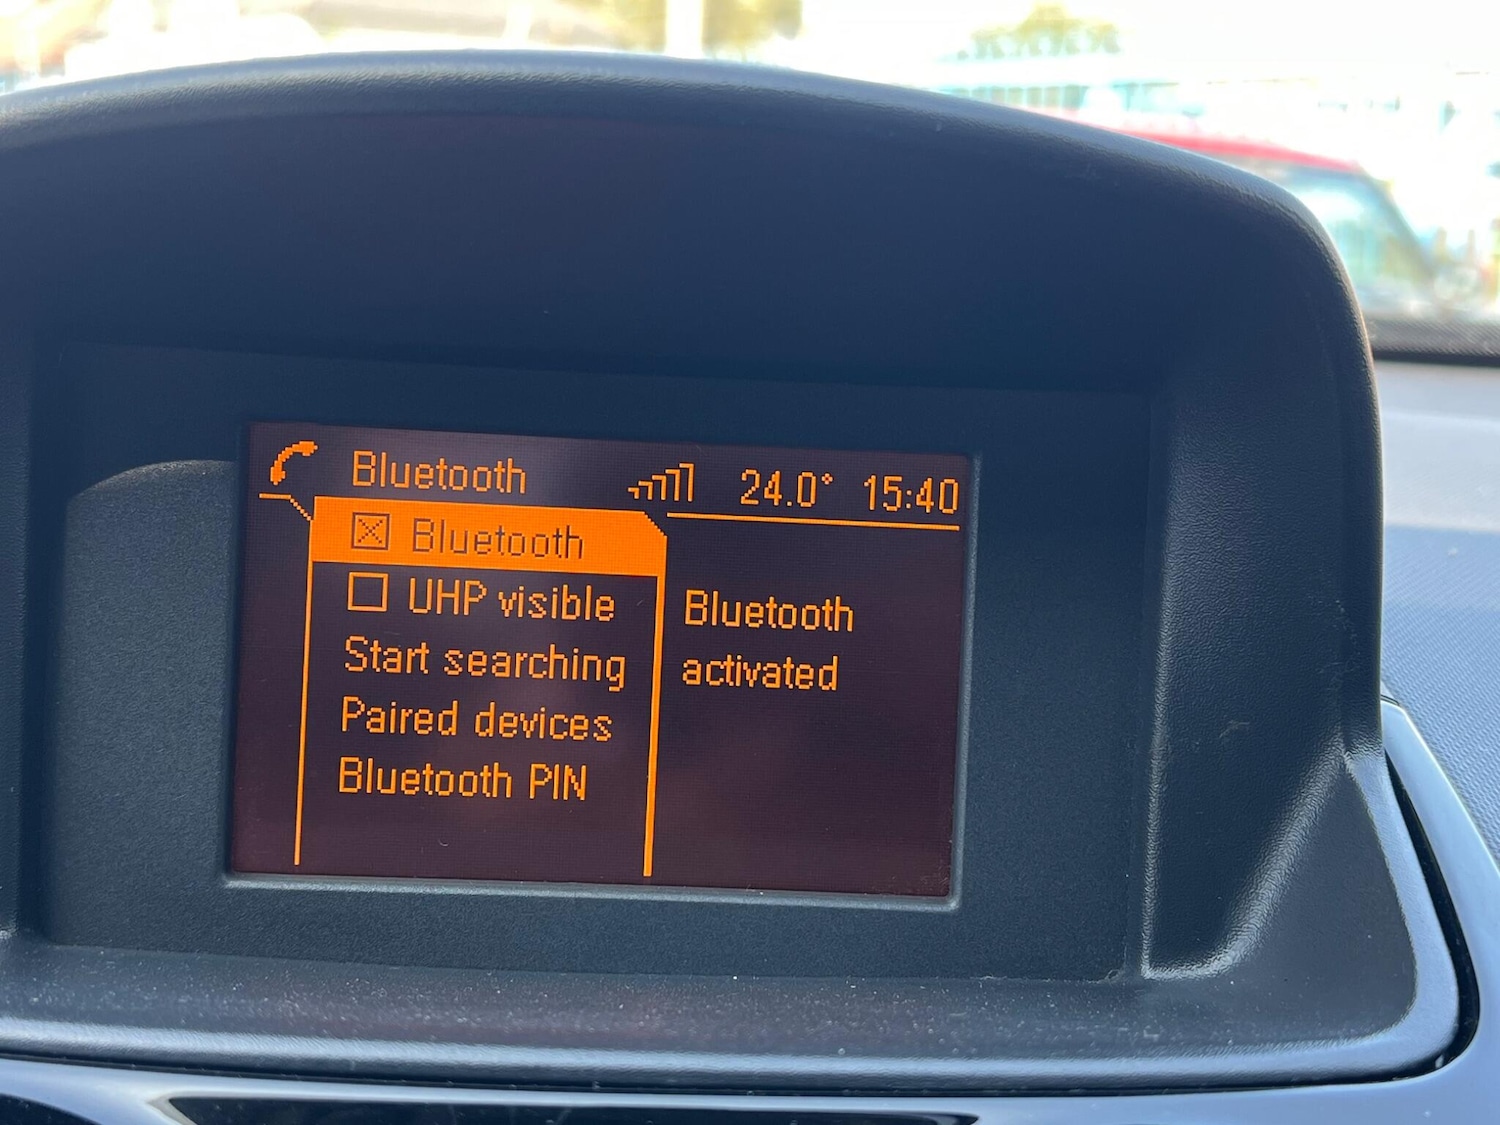 Bluetooth 24.0° 15:40
Bluetooth
UHP visible
Start searching
Paired devices
Bluetooth PIN
Bluetooth
activated